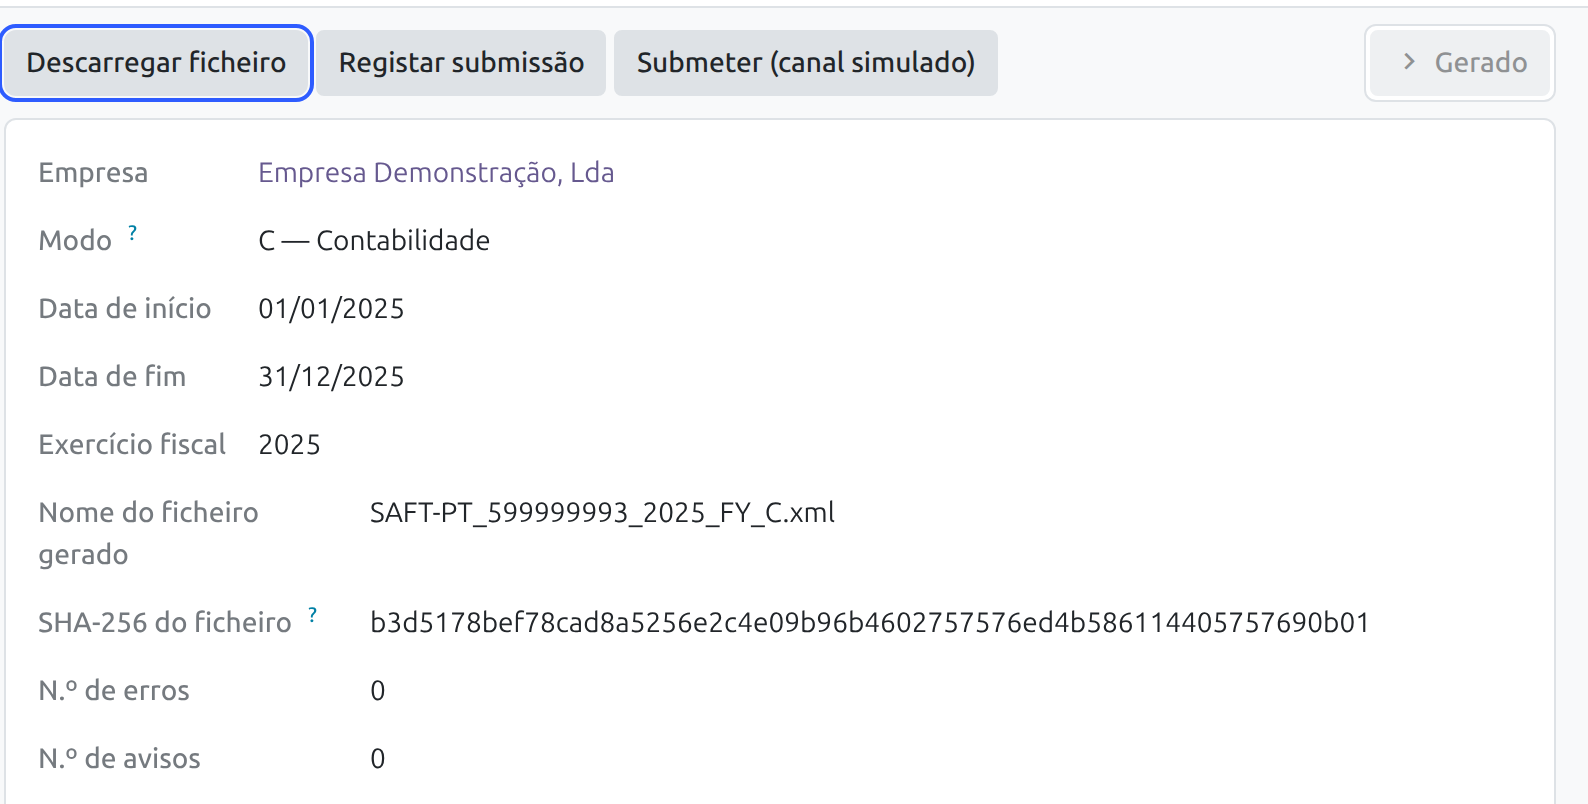 Descarregar ficheiro Registar submissão Submeter (canal simulado) > Gerado
Empresa Empresa Demonstração, Lda
Modo ? C — Contabilidade
Data de início 01/01/2025
Data de fim 31/12/2025
Exercício fiscal 2025
Nome do ficheiro gerado SAFT-PT_599999993_2025_FY_C.xml
SHA-256 do ficheiro ? b3d5178bef78cad8a5256e2c4e09b96b4602757576ed4b586114405757690b01
N.º de erros 0
N.º de avisos 0